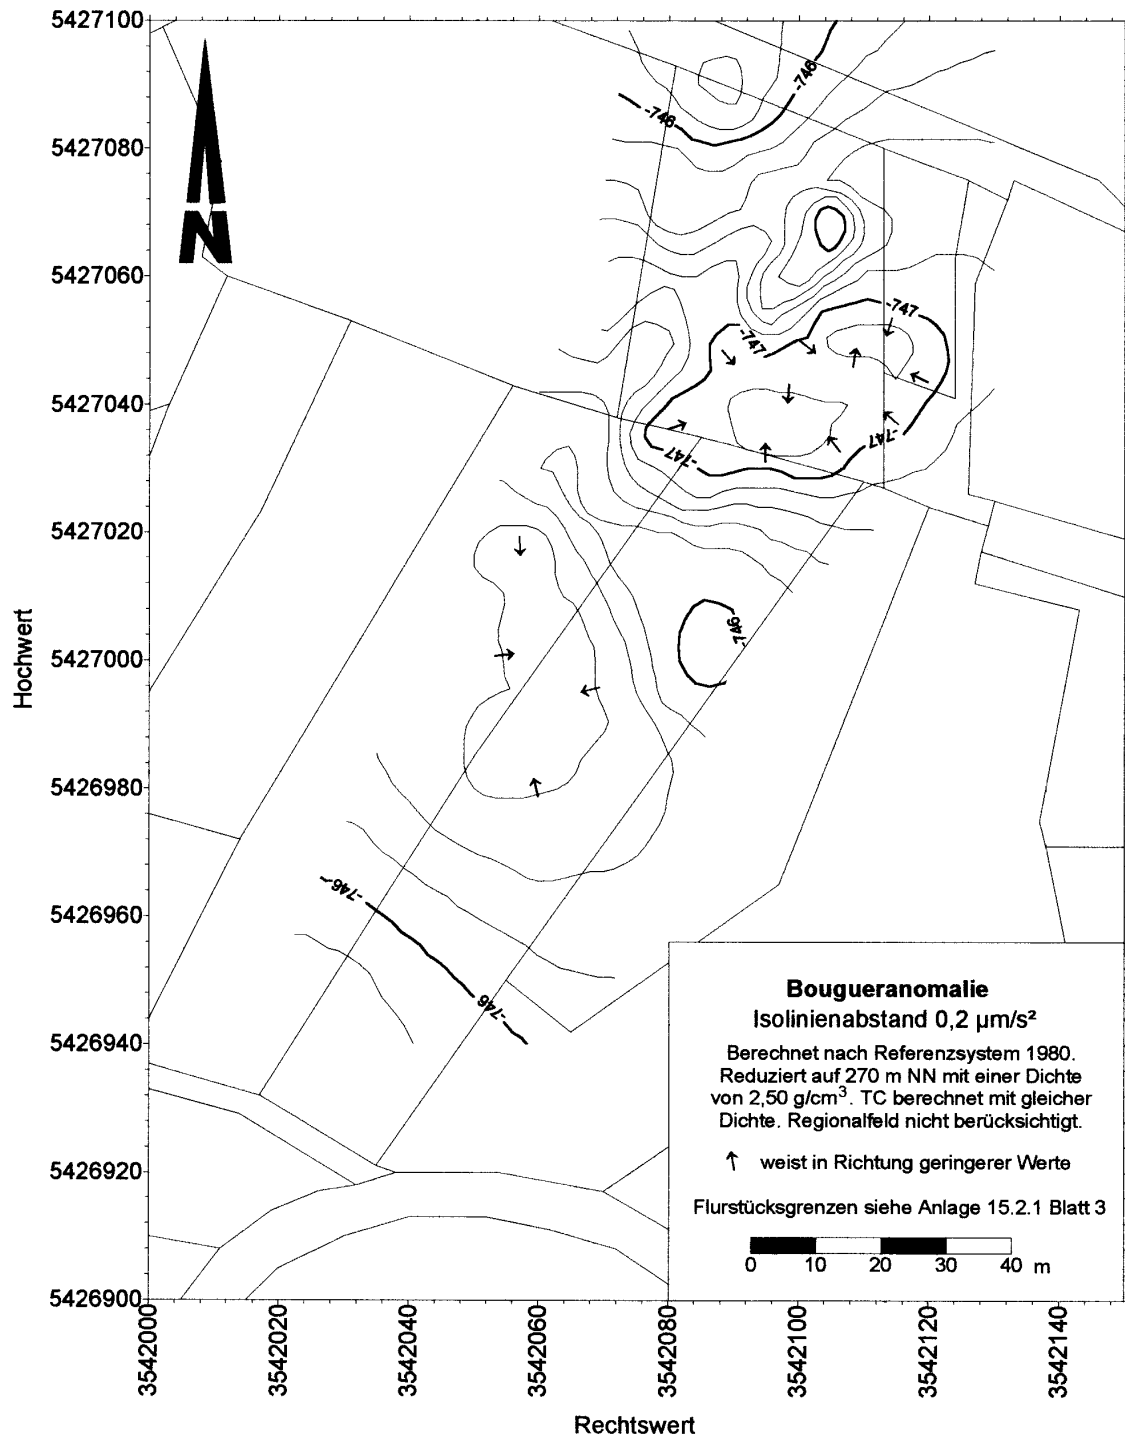 5427100
5427080
5427060
5427040
5427020
5427000
5426980
5426960
5426940
5426920
5426900
Hochwert
N
-746
-746
-747
-747
-747
-747
-746
-746
-746
Bougueranomalie
Isolinienabstand 0,2 µm/s²
Berechnet nach Referenzsystem 1980.
Reduziert auf 270 m NN mit einer Dichte
von 2,50 g/cm³. TC berechnet mit gleicher
Dichte. Regionalfeld nicht berücksichtigt.
↑ weist in Richtung geringerer Werte
Flurstücksgrenzen siehe Anlage 15.2.1 Blatt 3
0 10 20 30 40 m
3542000
3542020
3542040
3542060
3542080
3542100
3542120
3542140
Rechtswert